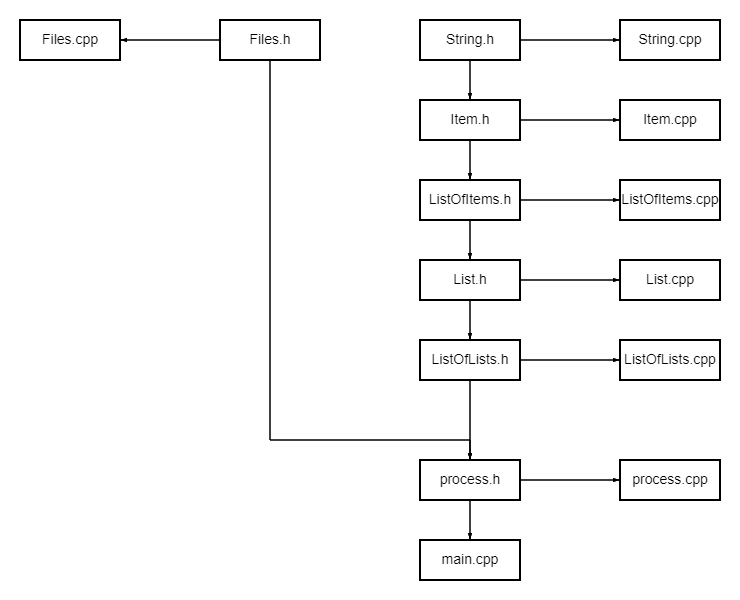 Files.cpp
Files.h
String.h
String.cpp
Item.h
Item.cpp
ListOfItems.h
ListOfItems.cpp
List.h
List.cpp
ListOfLists.h
ListOfLists.cpp
process.h
process.cpp
main.cpp